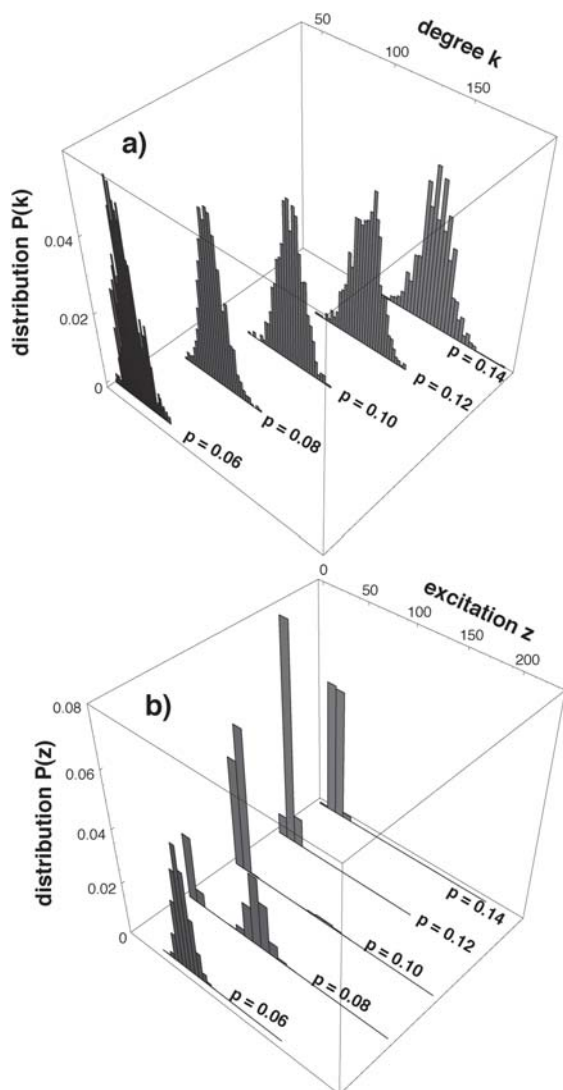 50
100
150
degree k
a)
distribution P(k)
0.04
0.02
0
p = 0.06
p = 0.08
p = 0.10
p = 0.12
p = 0.14
0
50
100
150
200
excitation z
b)
distribution P(z)
0.08
0.06
0.04
0.02
0
p = 0.06
p = 0.08
p = 0.10
p = 0.12
p = 0.14